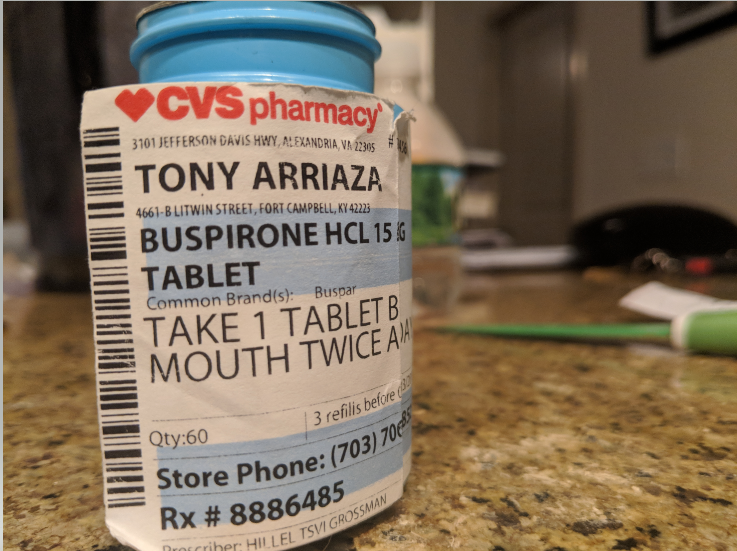 CVS pharmacy
3101 JEFFERSON DAVIS HWY, ALEXANDRIA, VA 22305 #
TONY ARRIAZA
4661-B LITWIN STREET, FORT CAMPBELL, KY 42223
BUSPIRONE HCL 15 G
TABLET
Common Brand(s): Buspar
TAKE 1 TABLET B
MOUTH TWICE A
Qty:60
3 refilis before
Store Phone: (703)
Rx # 8886485
Prescriber: HILLEL TSVI GROSSMAN